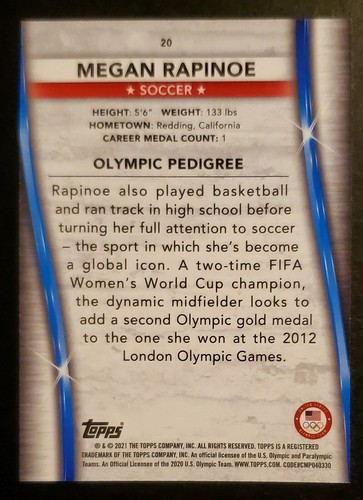 20
MEGAN RAPINOE
★ SOCCER ★
HEIGHT: 5'6" WEIGHT: 133 lbs
HOMETOWN: Redding, California
CAREER MEDAL COUNT: 1
OLYMPIC PEDIGREE
Rapinoe also played basketball
and ran track in high school before
turning her full attention to soccer
– the sport in which she's become
a global icon. A two-time FIFA
Women's World Cup champion,
the dynamic midfielder looks to
add a second Olympic gold medal
to the one she won at the 2012
London Olympic Games.
Topps
® & © 2021 THE TOPPS COMPANY, INC. ALL RIGHTS RESERVED. TOPPS IS A REGISTERED
TRADEMARK OF THE TOPPS COMPANY, INC. An official licensee of the U.S. Olympic and Paralympic
Teams. An Official Licensee of the 2020 U.S. Olympic Team. WWW.TOPPS.COM. CODE#CMP040330